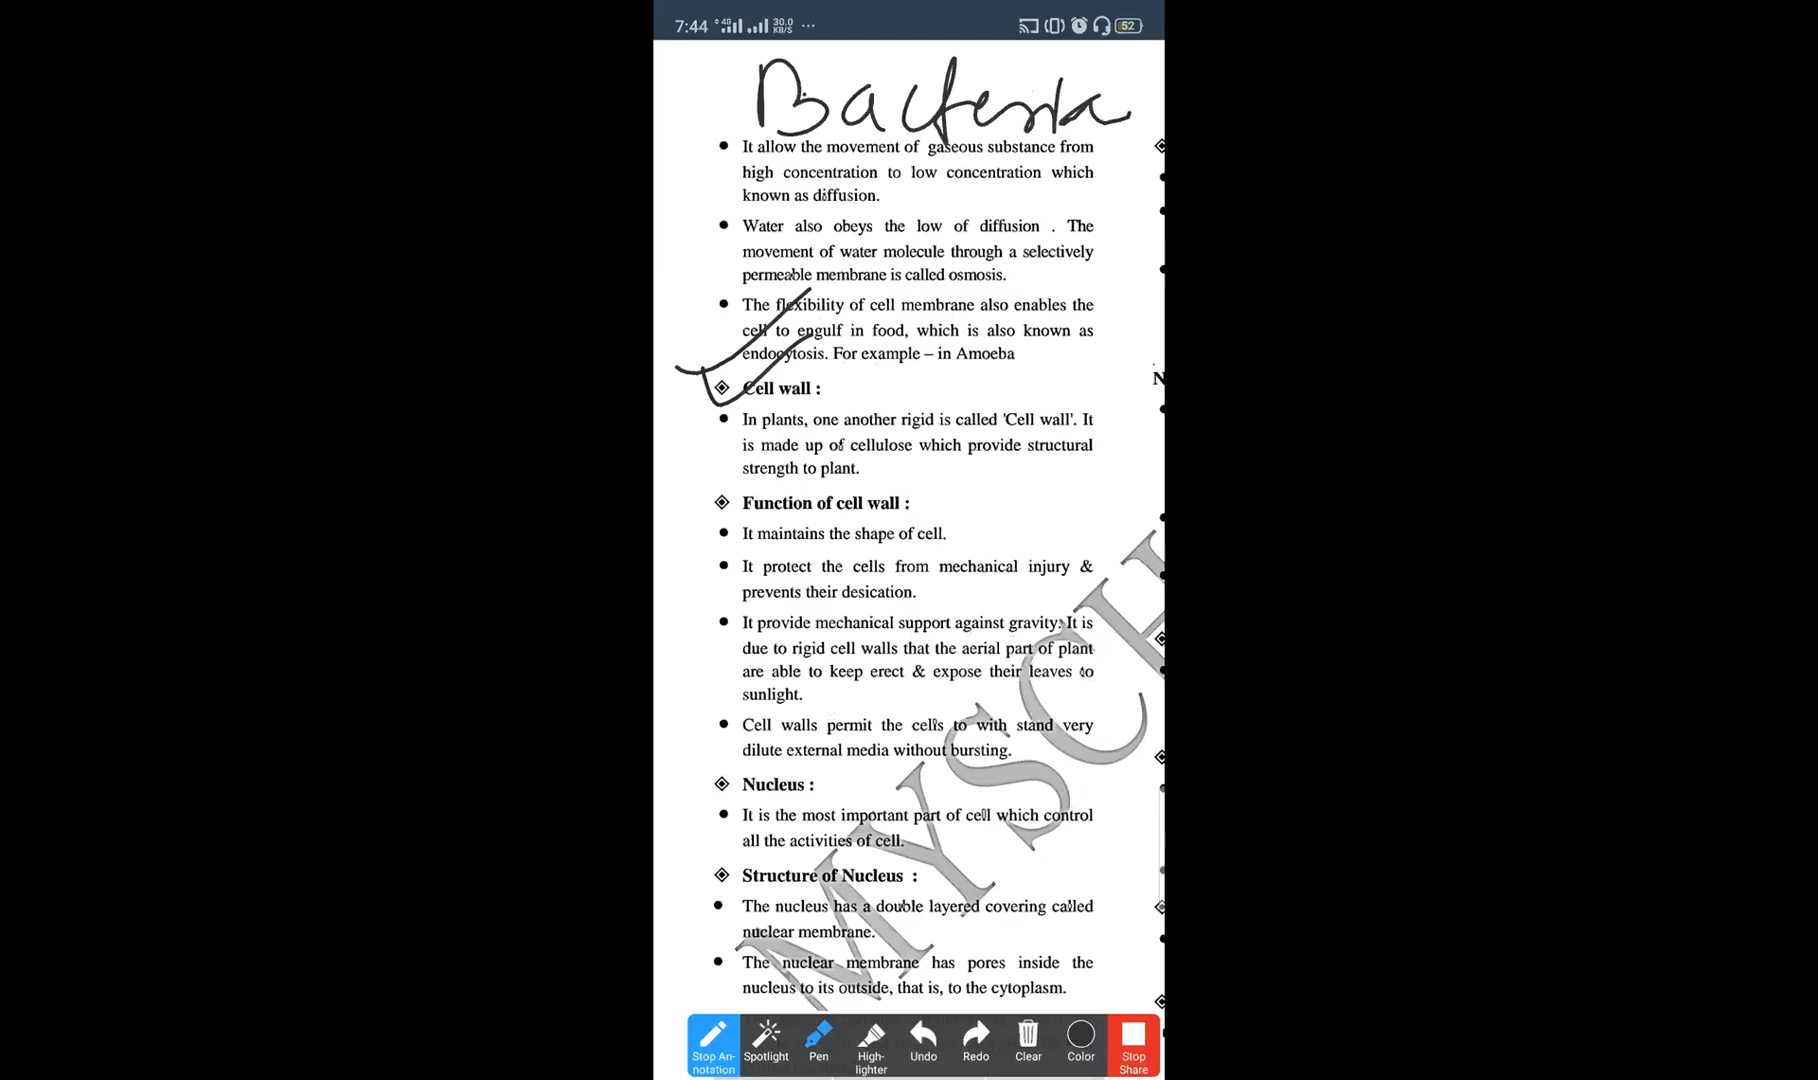 7:44 4G 30.0 KB/S ... 52
Bacteria
• It allow the movement of gaseous substance from
high concentration to low concentration which
known as diffusion.
• Water also obeys the low of diffusion . The
movement of water molecule through a selectively
permeable membrane is called osmosis.
• The flexibility of cell membrane also enables the
cell to engulf in food, which is also known as
endocytosis. For example – in Amoeba
Cell wall :
• In plants, one another rigid is called 'Cell wall'. It
is made up of cellulose which provide structural
strength to plant.
Function of cell wall :
• It maintains the shape of cell.
• It protect the cells from mechanical injury &
prevents their desication.
• It provide mechanical support against gravity. It is
due to rigid cell walls that the aerial part of plant
are able to keep erect & expose their leaves to
sunlight.
• Cell walls permit the cells to with stand very
dilute external media without bursting.
Nucleus :
• It is the most important part of cell which control
all the activities of cell.
Structure of Nucleus :
• The nucleus has a double layered covering called
nuclear membrane.
• The nuclear membrane has pores inside the
nucleus to its outside, that is, to the cytoplasm.
MYSCH
N
Stop An-
notation
Spotlight
Pen
High-
lighter
Undo
Redo
Clear
Color
Stop
Share